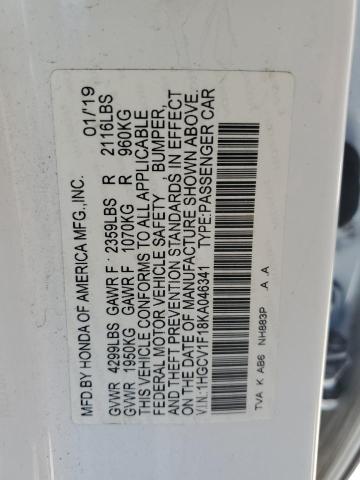 MFD.BY HONDA OF AMERICA MFG.,INC. 01/'19
GVWR 4299LBS GAWR F 2359LBS R 2116LBS
GVWR 1950KG GAWR F 1070KG R 960KG
THIS VEHICLE CONFORMS TO ALL APPLICABLE
FEDERAL MOTOR VEHICLE SAFETY , BUMPER,
AND THEFT PREVENTION STANDARDS IN EFFECT
ON THE DATE OF MANUFACTURE SHOWN ABOVE.
V.I.N.:1HGCV1F18KA046341 TYPE:PASSENGER CAR
TVA K AB6 NH883P .A .A